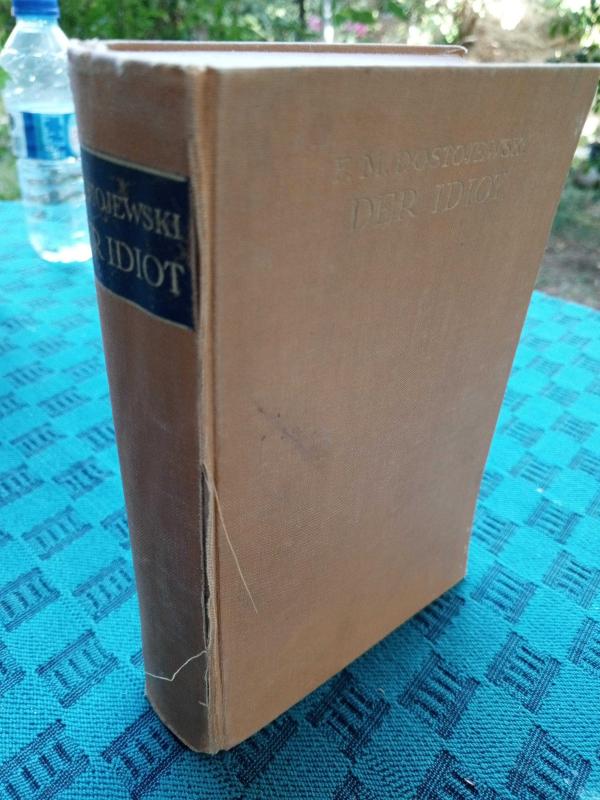 OJEWSKI
R IDIOT
F. M. DOSTOJEWSKI
DER IDIOT